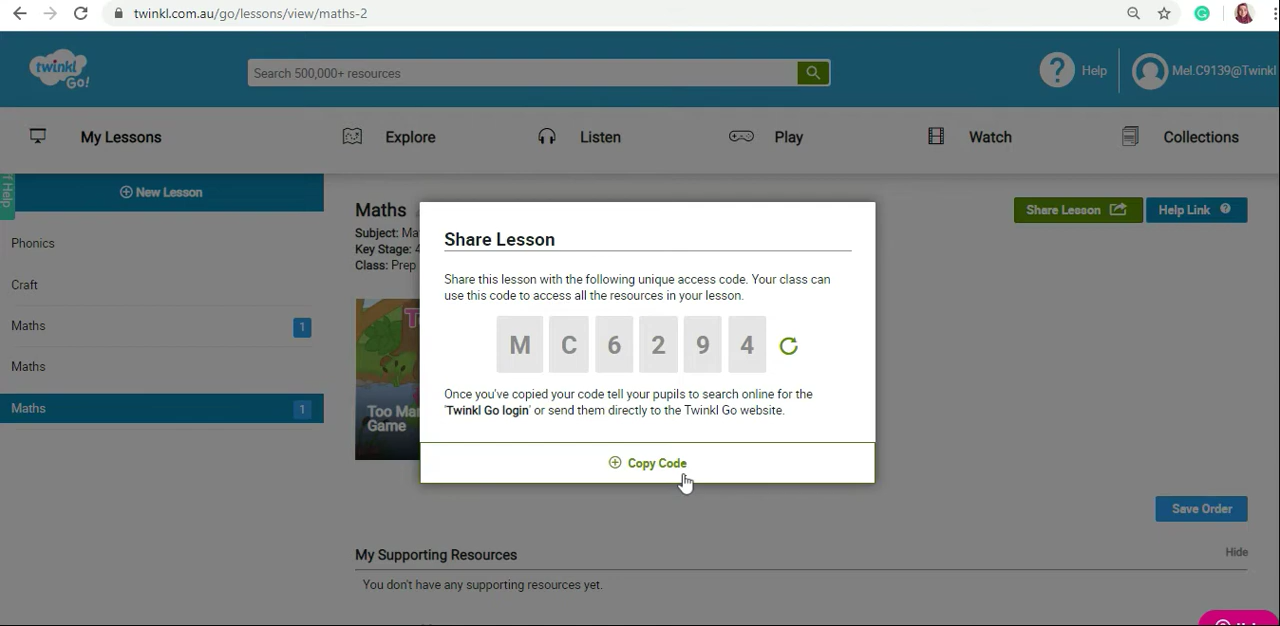 twinkl.com.au/go/lessons/view/maths-2
twinkl
Go!
Search 500,000+ resources
Help
Mel.C9139@Twinkl
My Lessons
Explore
Listen
Play
Watch
Collections
Help
New Lesson
Phonics
Craft
Maths 1
Maths
Maths 1
Maths
Subject: Ma
Key Stage: 4
Class: Prep
Share Lesson
Help Link
T
Too Mar
Game
Share Lesson
Share this lesson with the following unique access code. Your class can
use this code to access all the resources in your lesson.
M C 6 2 9 4
Once you've copied your code tell your pupils to search online for the
'Twinkl Go login' or send them directly to the Twinkl Go website.
Copy Code
Save Order
My Supporting Resources
Hide
You don't have any supporting resources yet.